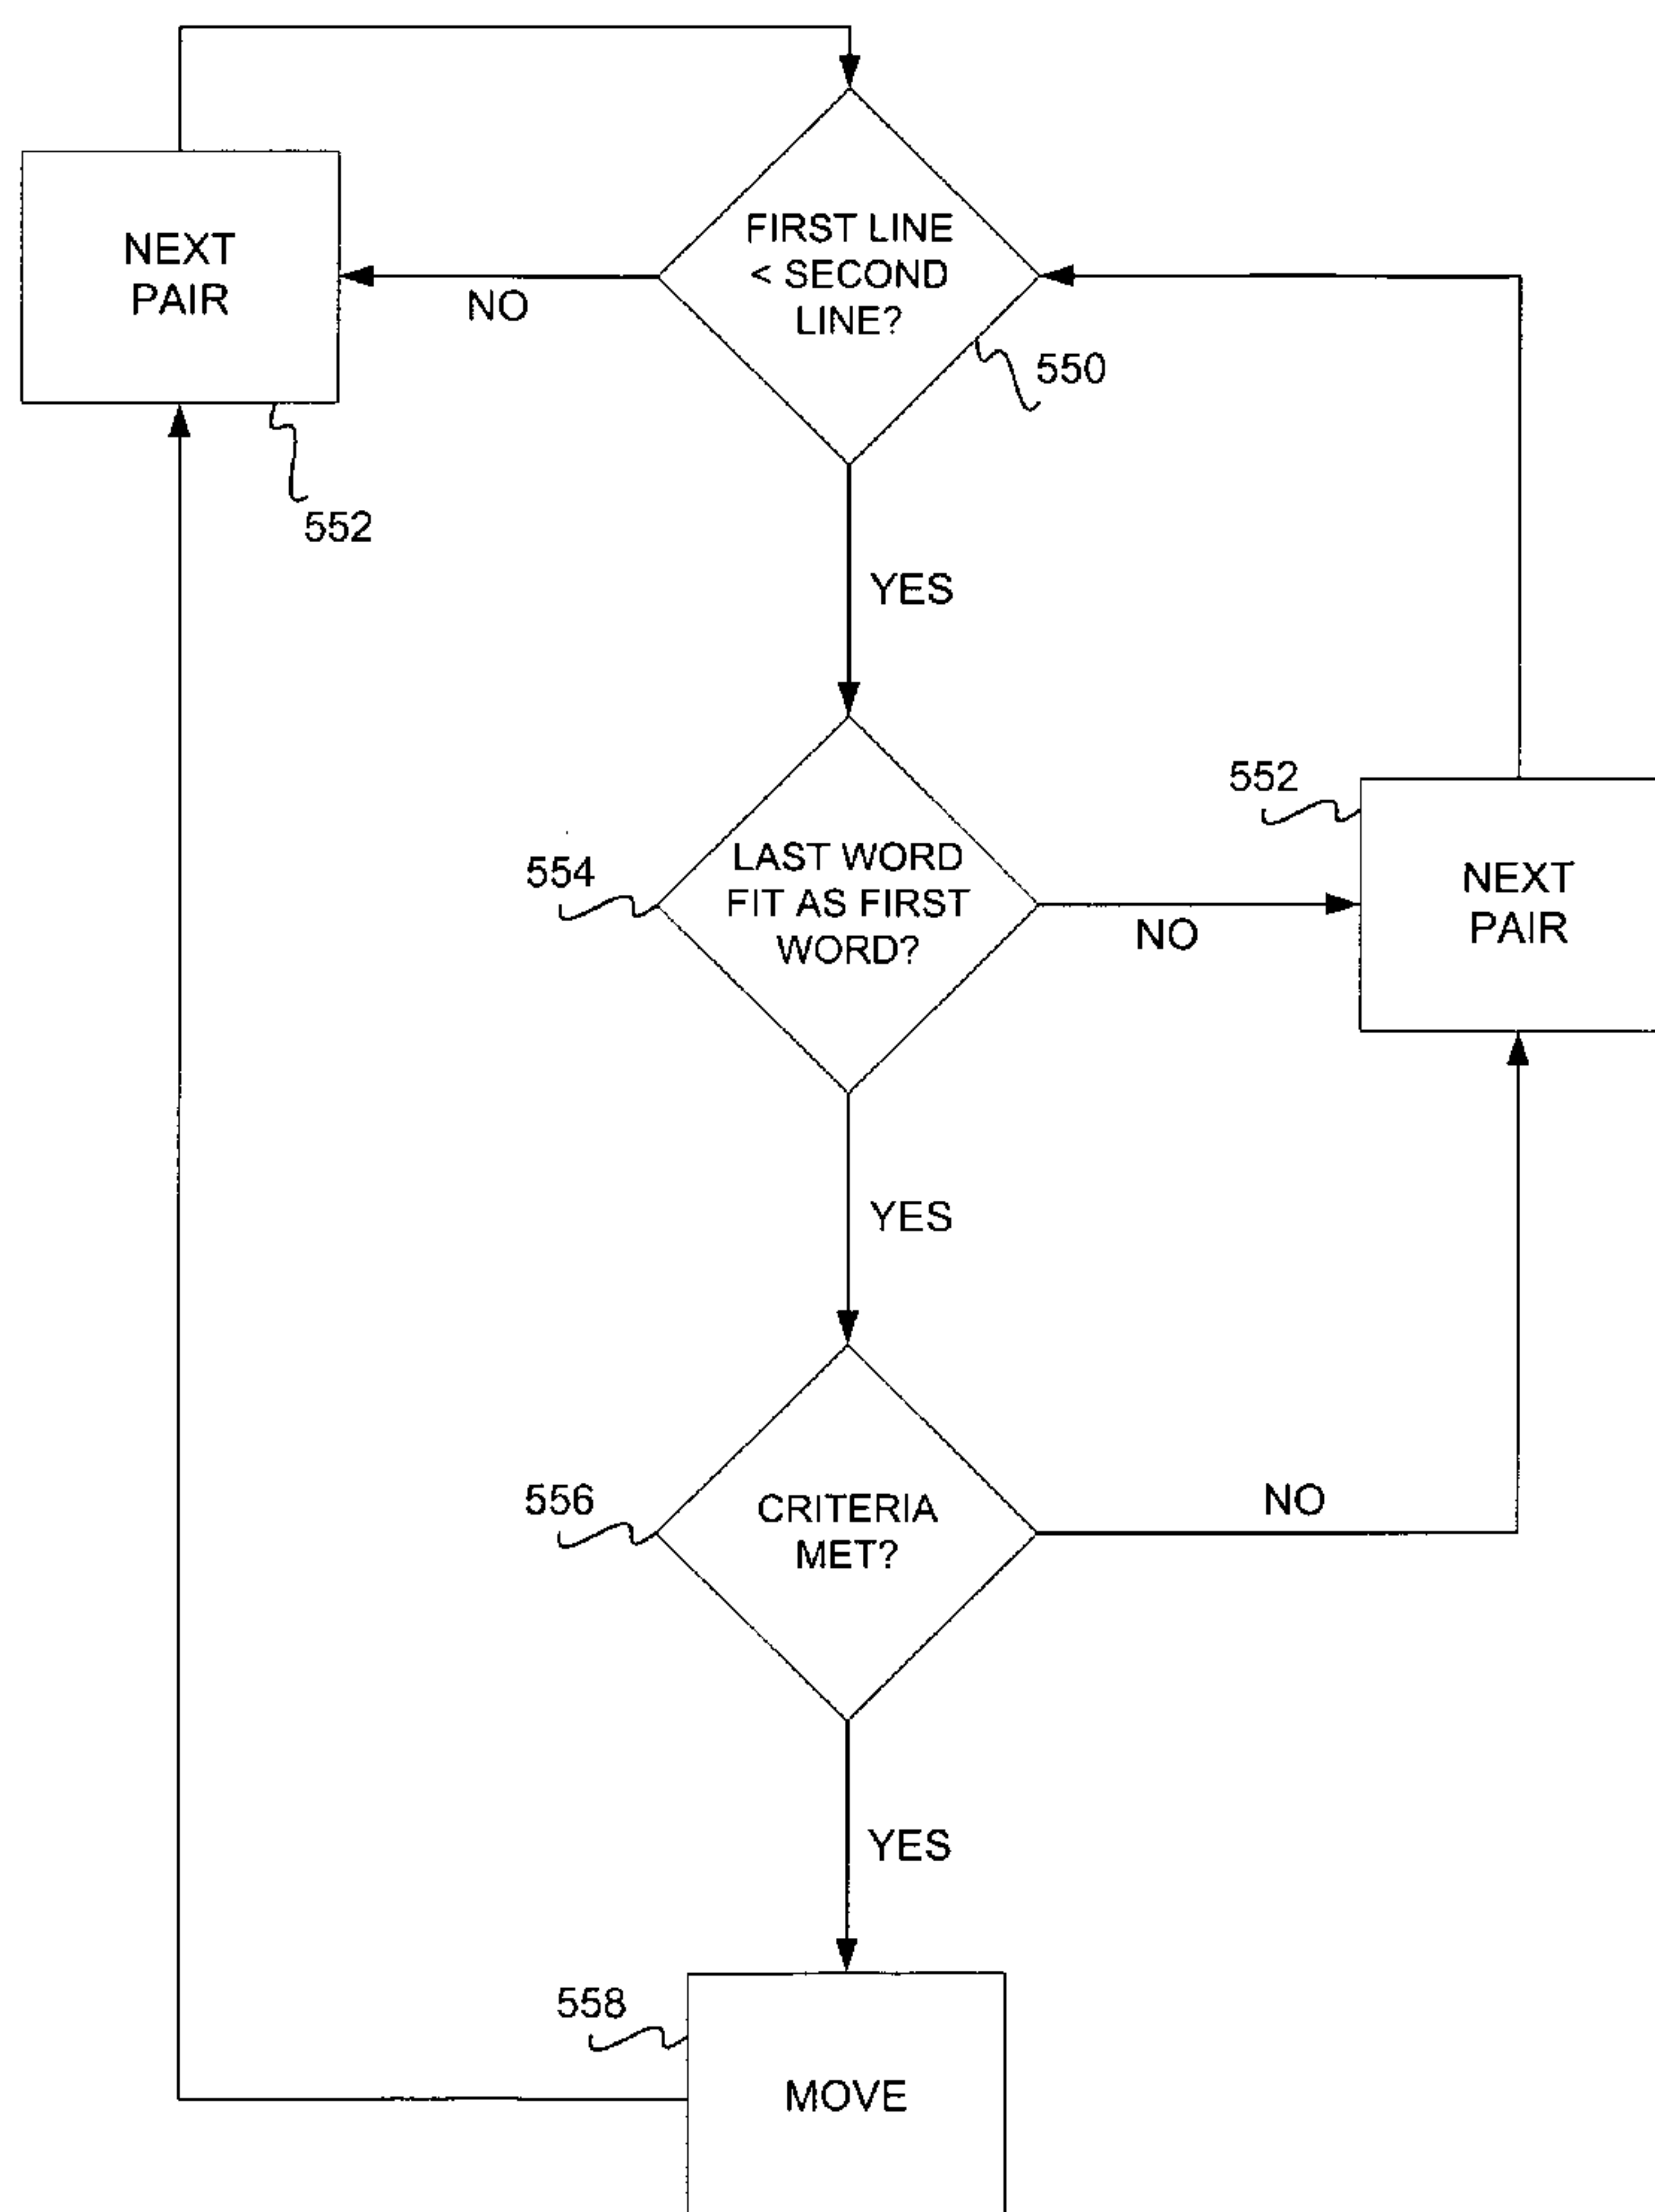 FIRST LINE
< SECOND
LINE?
550
NEXT
PAIR
NO
552
YES
552
LAST WORD
FIT AS FIRST
WORD?
554
NO
NEXT
PAIR
YES
556
CRITERIA
MET?
NO
YES
558
MOVE